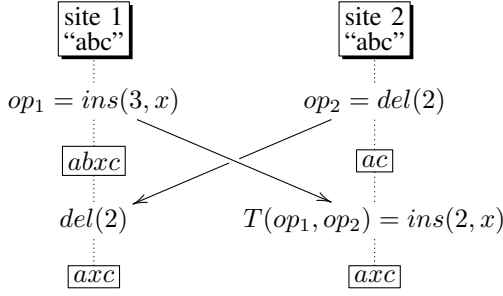 site 1
“abc”
site 2
“abc”
op₁ = ins(3, x)
op₂ = del(2)
abxc
ac
del(2)
T(op₁, op₂) = ins(2, x)
axc
axc